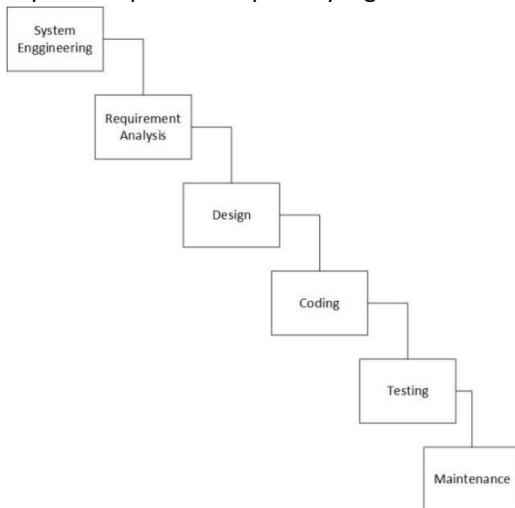 System
Enggineering
Requirement
Analysis
Design
Coding
Testing
Maintenance